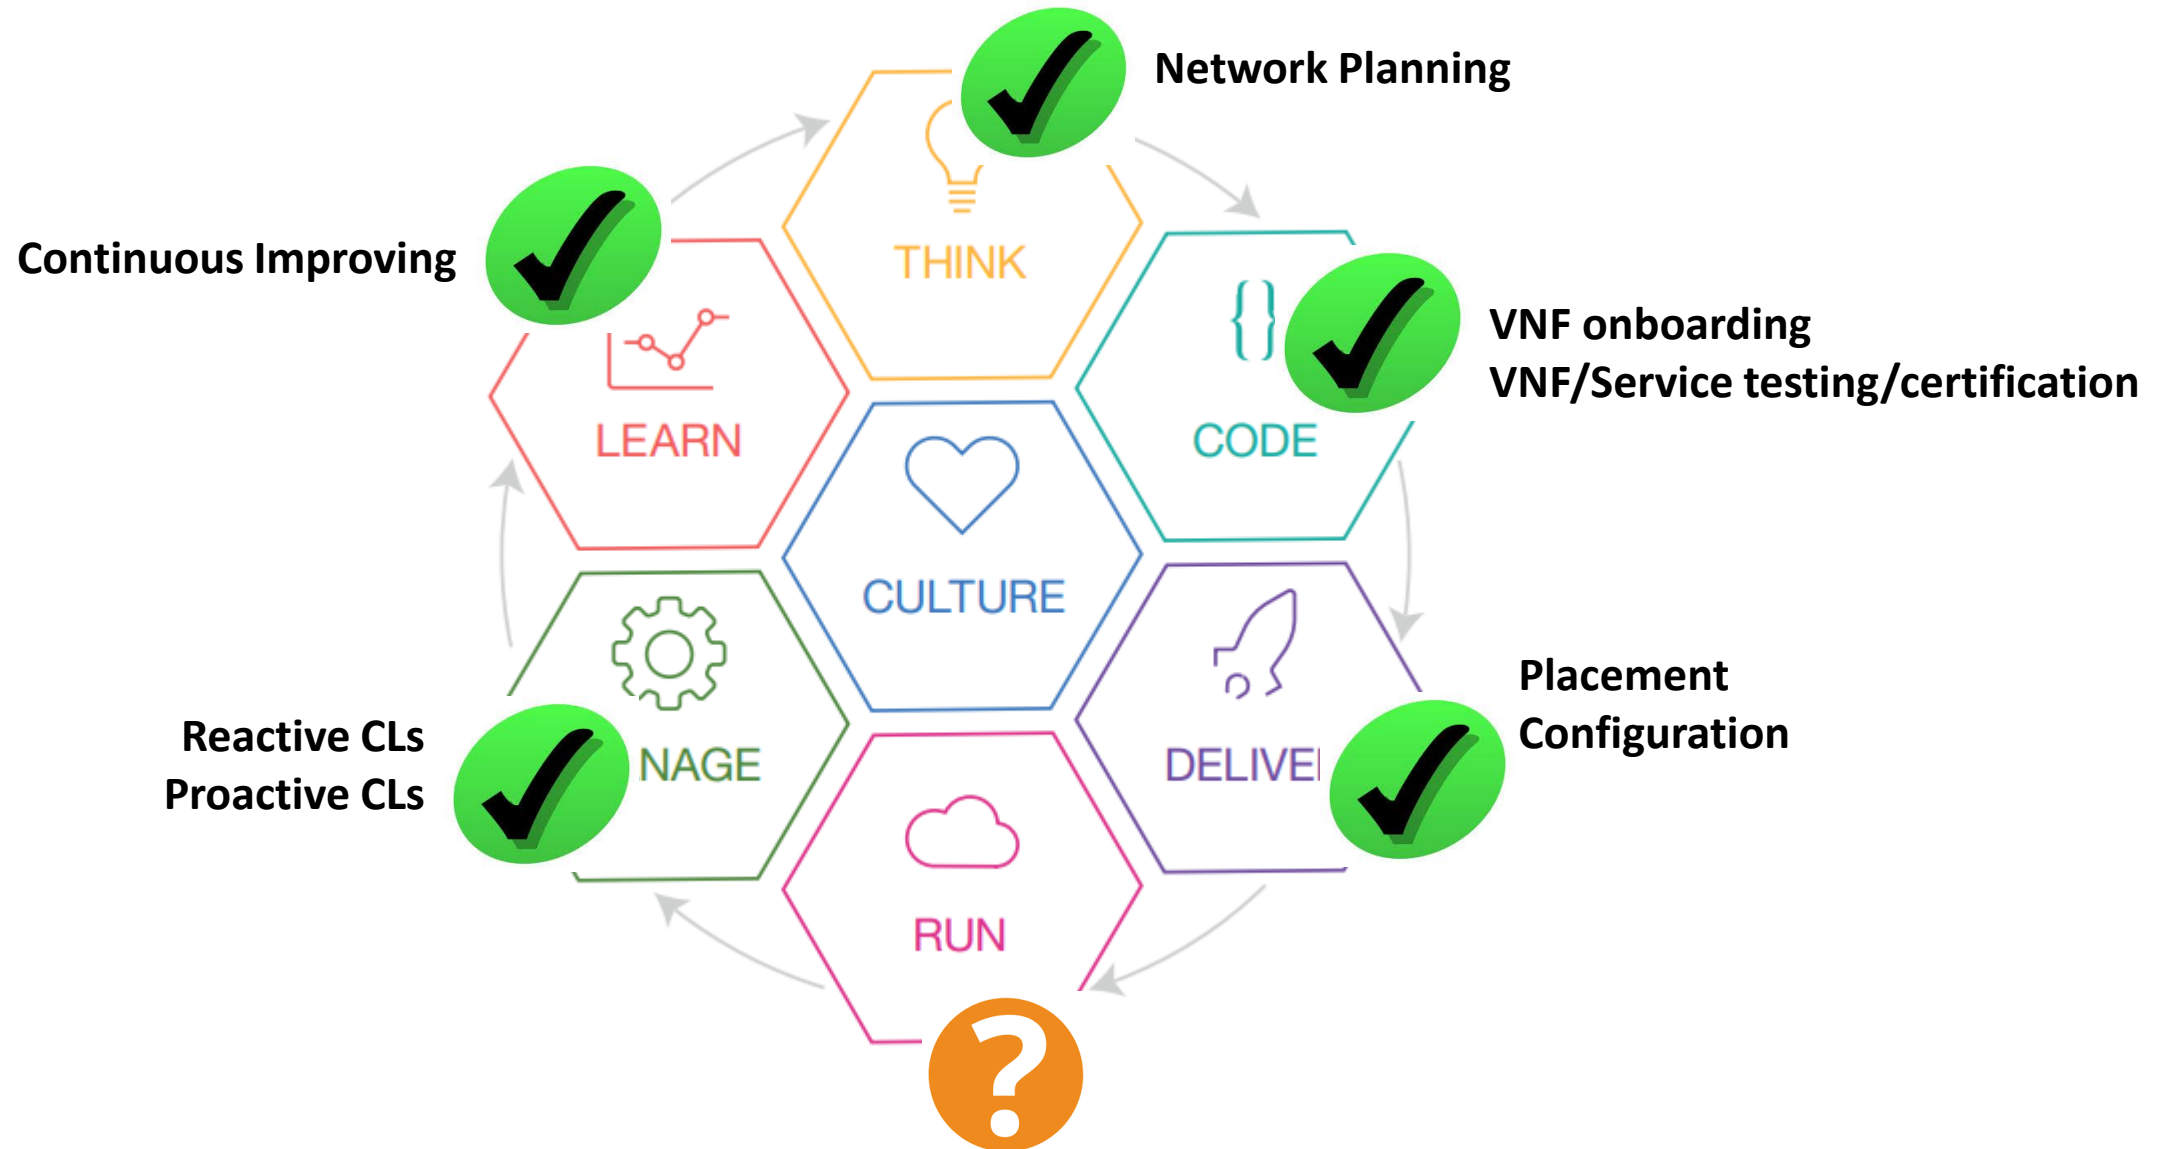 Network Planning
THINK
Continuous Improving
LEARN
{}
CODE
VNF onboarding
VNF/Service testing/certification
CULTURE
Reactive CLs
Proactive CLs
NAGE
DELIVE
Placement
Configuration
RUN
?